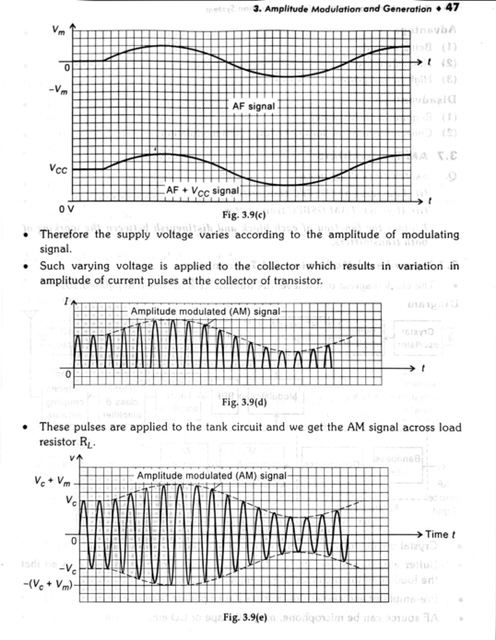 3. Amplitude Modulation and Generation ♦ 47
Vm
0
t
−Vm
AF signal
VCC
AF + VCC signal
t
0 V
Fig. 3.9(c)
• Therefore the supply voltage varies according to the amplitude of modulating
signal.
• Such varying voltage is applied to the collector which results in variation in
amplitude of current pulses at the collector of transistor.
I
Amplitude modulated (AM) signal
0
t
Fig. 3.9(d)
• These pulses are applied to the tank circuit and we get the AM signal across load
resistor RL.
v
Vc + Vm
Amplitude modulated (AM) signal
Vc
0
Time t
−Vc
−(Vc + Vm)
Fig. 3.9(e)